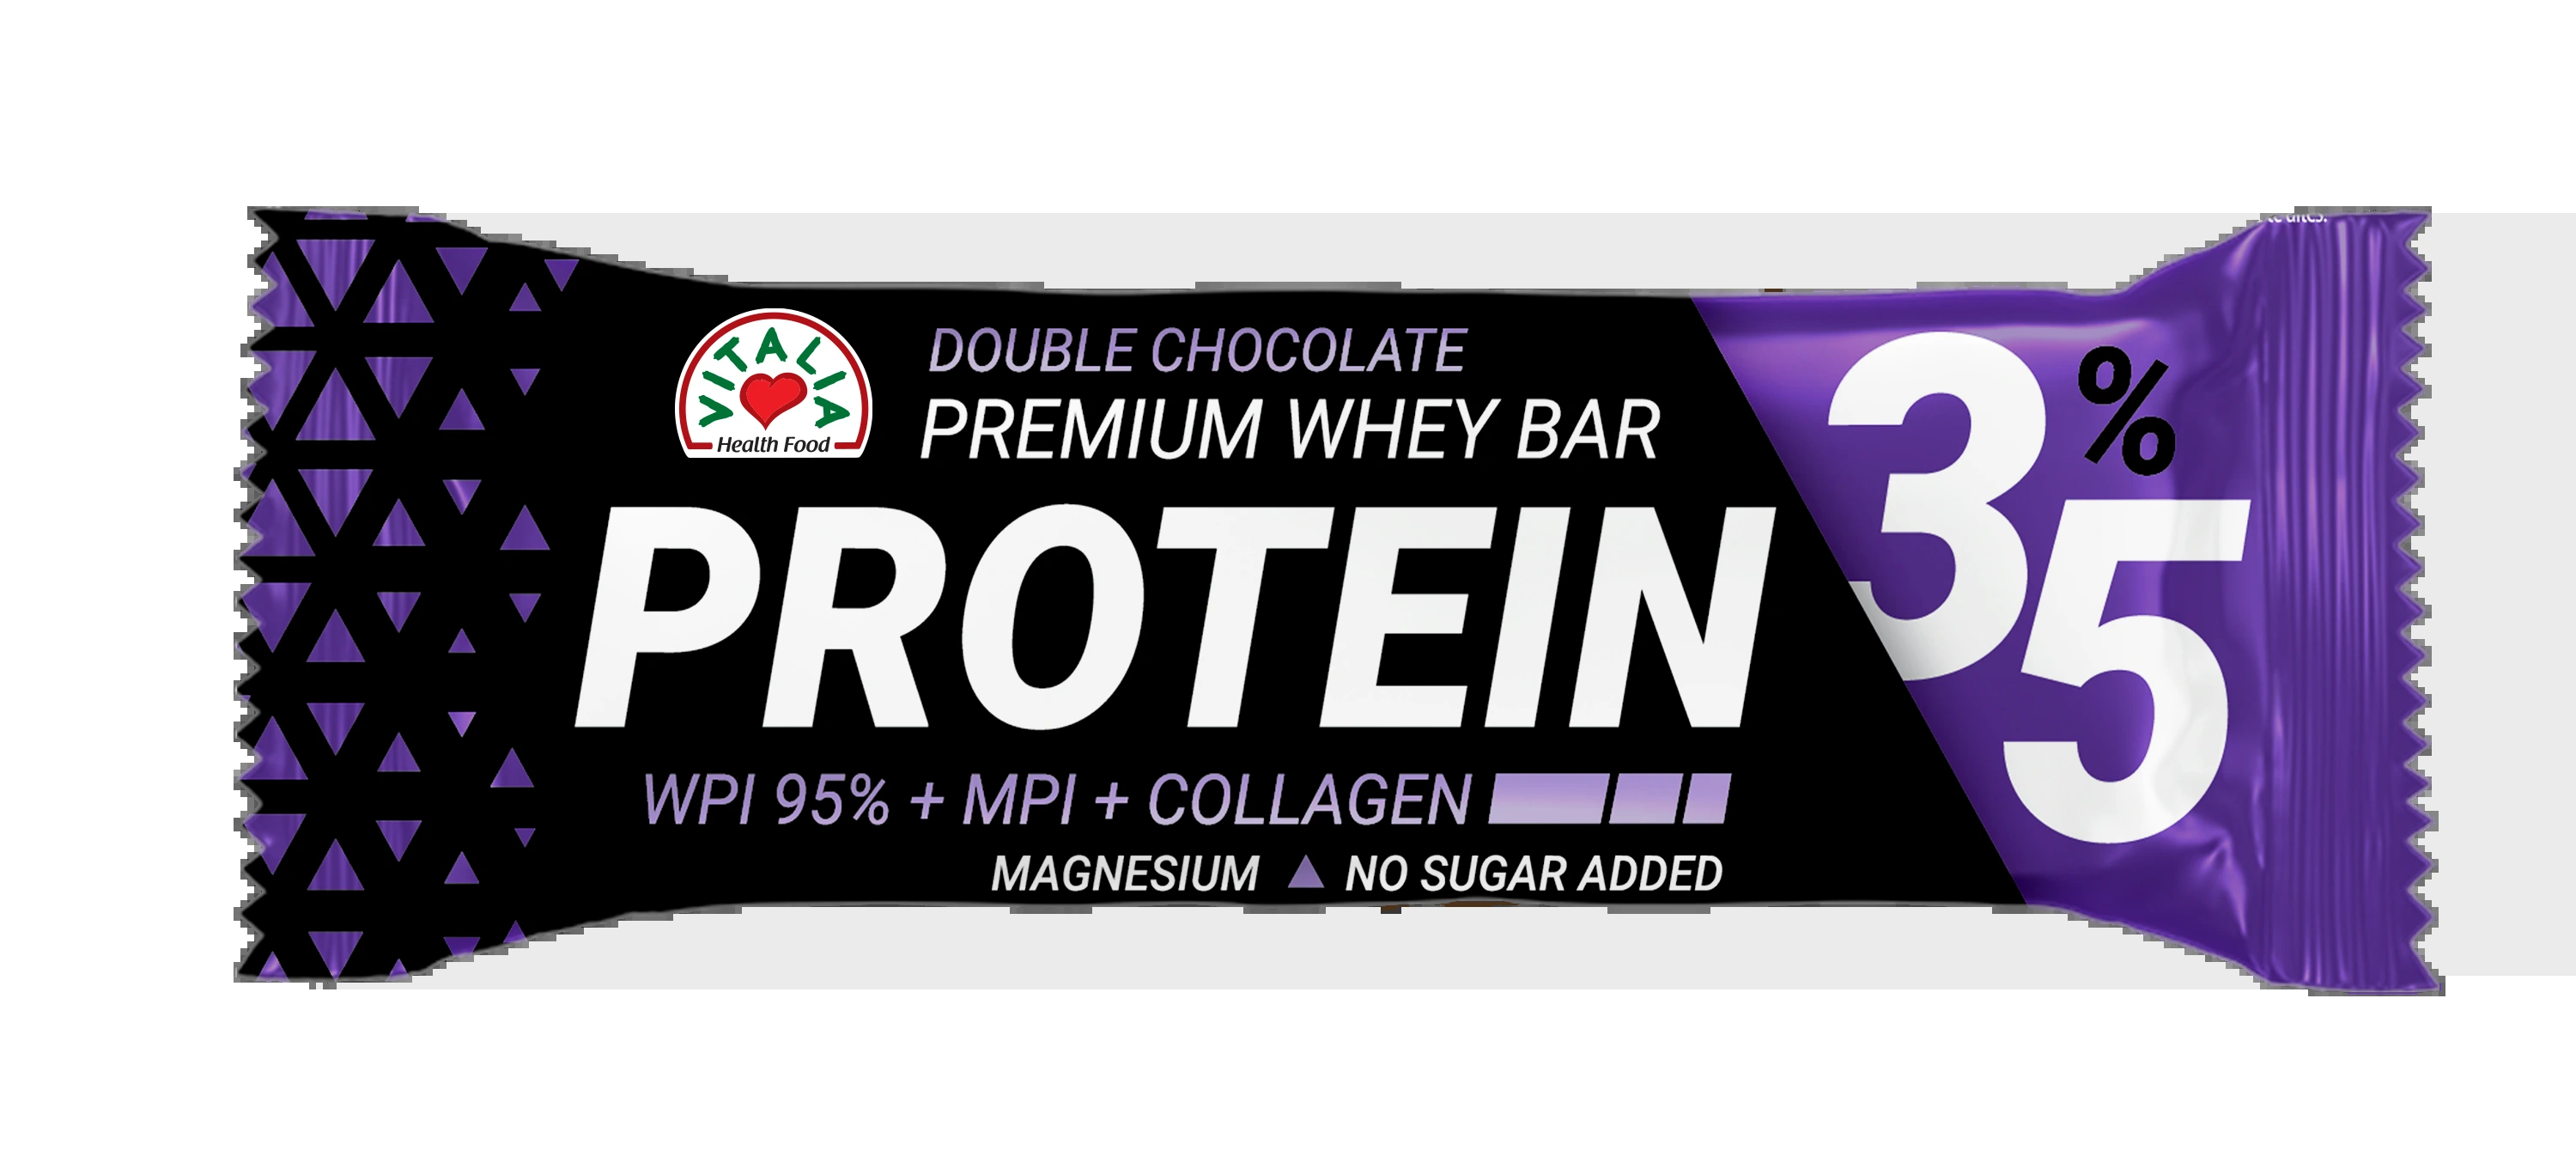 VITALIA
Health Food
DOUBLE CHOCOLATE
PREMIUM WHEY BAR
PROTEIN
35%
WPI 95% + MPI + COLLAGEN
MAGNESIUM ▲ NO SUGAR ADDED